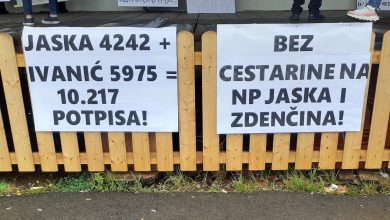 JASKA 4242 +
IVANIĆ 5975 =
10.217
POTPISA!
BEZ
CESTARINE NA
NP JASKA I
ZDENČINA!